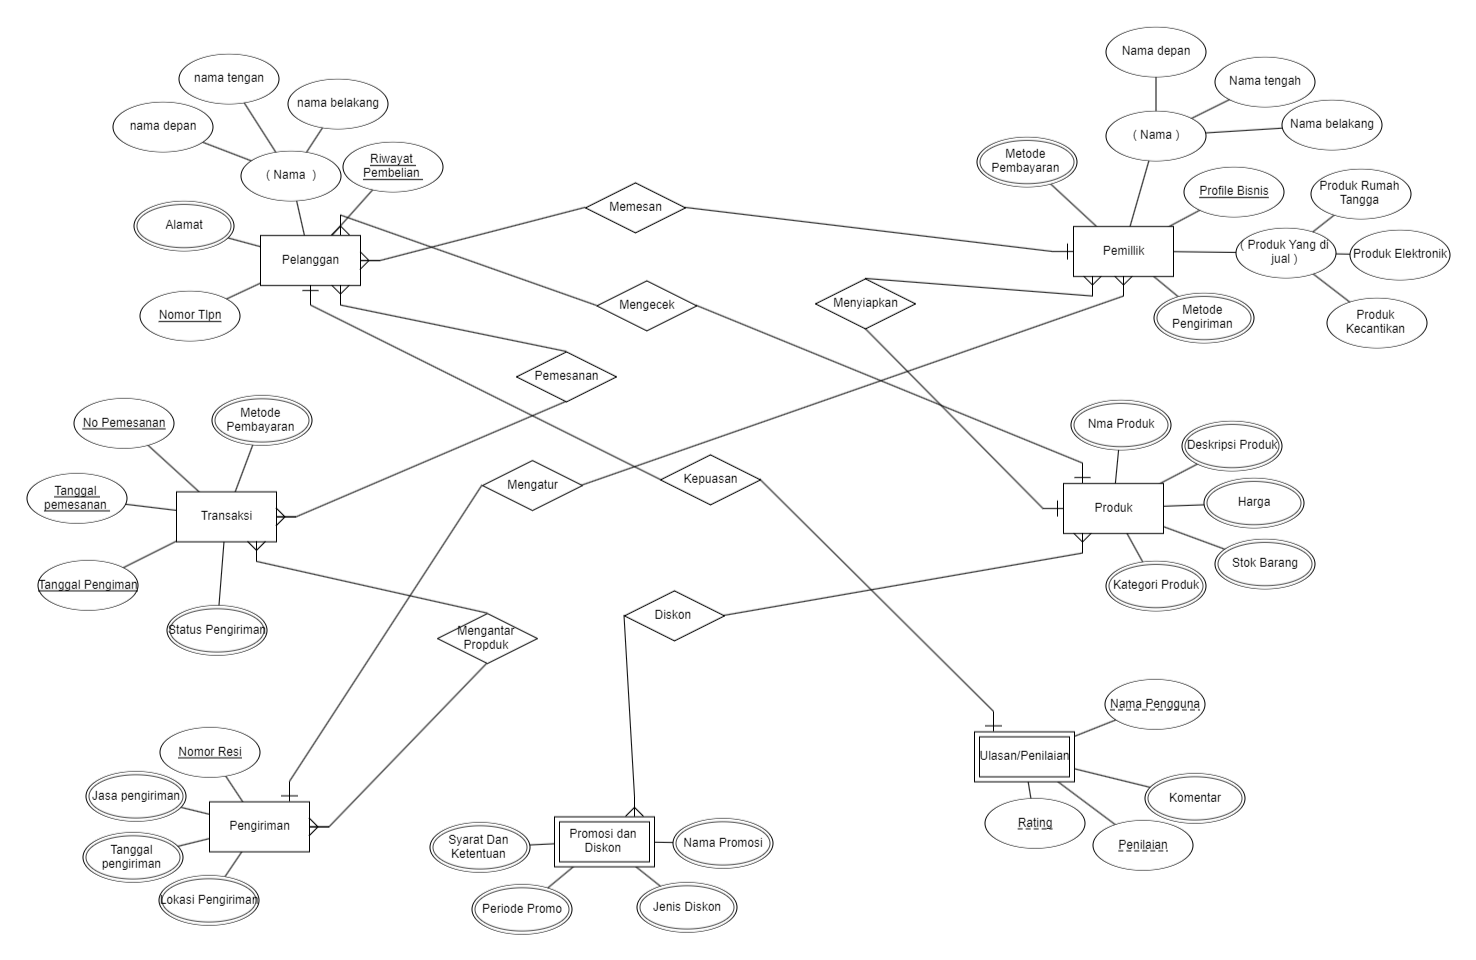 Nama depan
nama tengan
Nama tengah
nama belakang
nama depan
Nama belakang
( Nama )
Metode
Pembayaran
Riwayat
Pembelian
( Nama  )
Profile Bisnis
Produk Rumah
Tangga
Memesan
Alamat
Pelanggan
Pemillik
( Produk Yang di
jual )
Produk Elektronik
Mengecek
Menyiapkan
Nomor Tlpn
Metode
Pengiriman
Produk
Kecantikan
Pemesanan
No Pemesanan
Metode
Pembayaran
Nma Produk
Deskripsi Produk
Mengatur
Kepuasan
Tanggal
pemesanan
Transaksi
Produk
Harga
Stok Barang
Tanggal Pengiman
Kategori Produk
Status Pengiriman
Mengantar
Propduk
Diskon
Nama Pengguna
Nomor Resi
Ulasan/Penilaian
Jasa pengiriman
Komentar
Pengiriman
Rating
Syarat Dan
Ketentuan
Promosi dan
Diskon
Nama Promosi
Penilaian
Tanggal
pengiriman
Lokasi Pengiriman
Periode Promo
Jenis Diskon